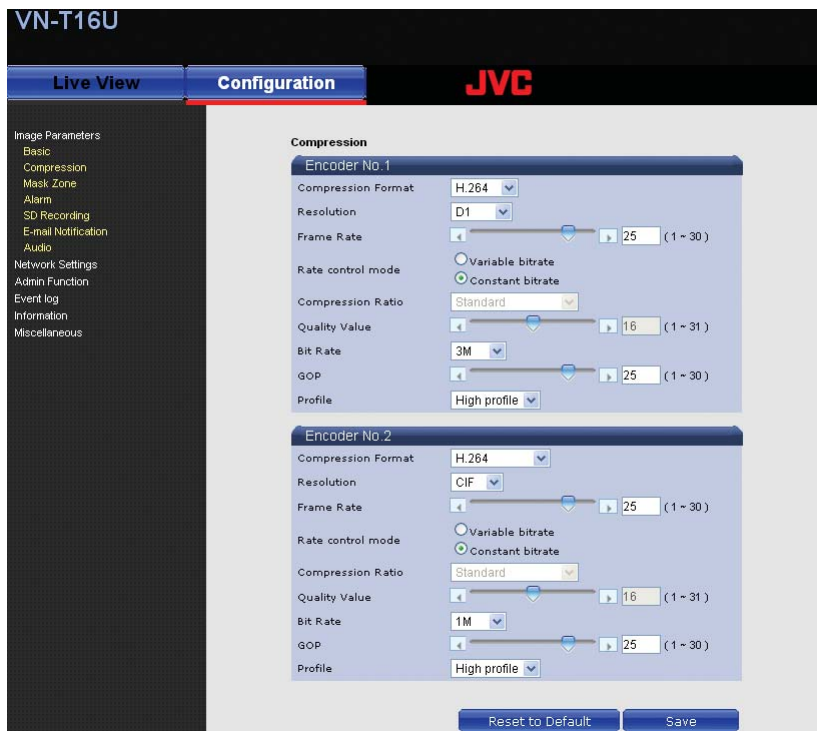 VN-T16U
Live View
Configuration
JVC
Image Parameters
Basic
Compression
Mask Zone
Alarm
SD Recording
E-mail Notification
Audio
Network Settings
Admin Function
Event log
Information
Miscellaneous
Compression
Encoder No.1
Compression Format H.264
Resolution D1
Frame Rate 25 ( 1 ~ 30 )
Rate control mode
Variable bitrate
Constant bitrate
Compression Ratio Standard
Quality Value 16 ( 1 ~ 31 )
Bit Rate 3M
GOP 25 ( 1 ~ 30 )
Profile High profile
Encoder No.2
Compression Format H.264
Resolution CIF
Frame Rate 25 ( 1 ~ 30 )
Rate control mode
Variable bitrate
Constant bitrate
Compression Ratio Standard
Quality Value 16 ( 1 ~ 31 )
Bit Rate 1M
GOP 25 ( 1 ~ 30 )
Profile High profile
Reset to Default Save